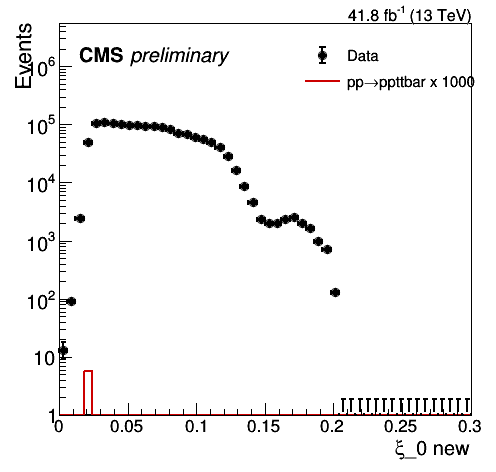 41.8 fb⁻¹ (13 TeV)
Events
CMS preliminary
Data
pp→ppttbar x 1000
10⁶
10⁵
10⁴
10³
10²
10
1
0 0.05 0.1 0.15 0.2 0.25 0.3
ξ_0 new